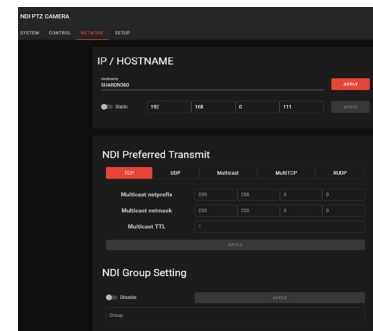 NDI PTZ CAMERA
SYSTEM CONTROL NETWORK SETUP
IP / HOSTNAME
Hostname
SHARON360 APPLY
Static 192 168 0 111 APPLY
NDI Preferred Transmit
TCP UDP Multicast MultiTCP RUDP
Multicast netprefix 239 255 0 0
Multicast netmask 255 255 0 0
Multicast TTL 1
APPLY
NDI Group Setting
Disable APPLY
Group